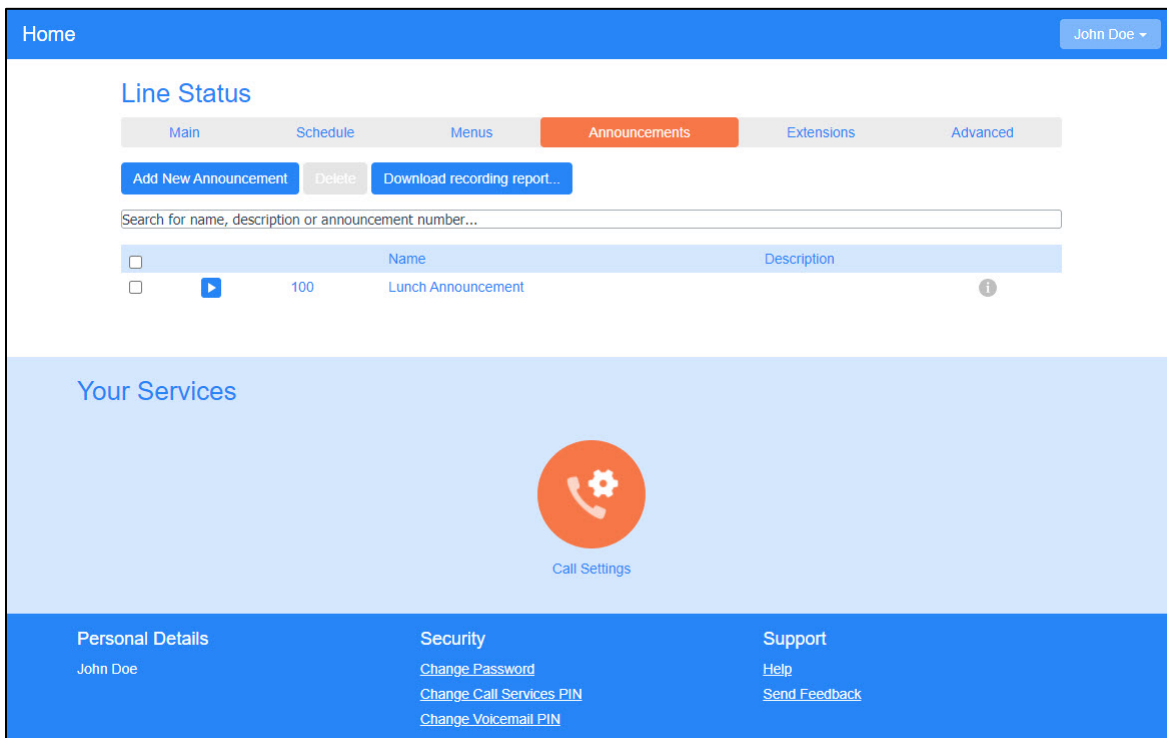 Home
John Doe
Line Status
Main Schedule Menus Announcements Extensions Advanced
Add New Announcement Delete Download recording report...
Search for name, description or announcement number...
Name Description
100 Lunch Announcement
Your Services
Call Settings
Personal Details Security Support
John Doe Change Password Help
Change Call Services PIN Send Feedback
Change Voicemail PIN